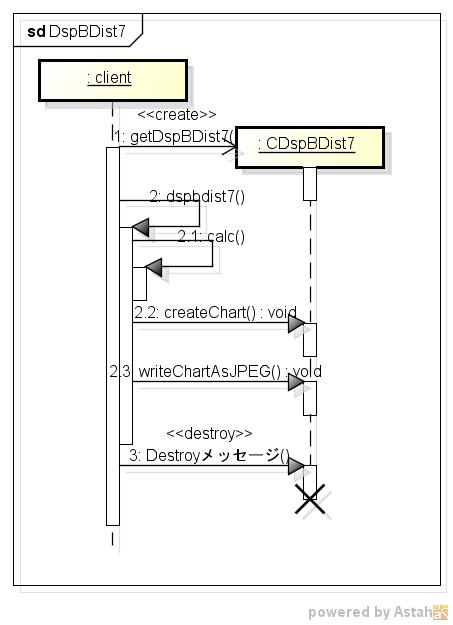 sd DspBDist7
: client
<<create>>
1: getDspBDist7(
: CDspBDist7
2: dspbdist7()
2.1: calc()
2.2: createChart() : void
2.3: writeChartAsJPEG() : void
<<destroy>>
3: Destroyメッセージ()
powered by Astah